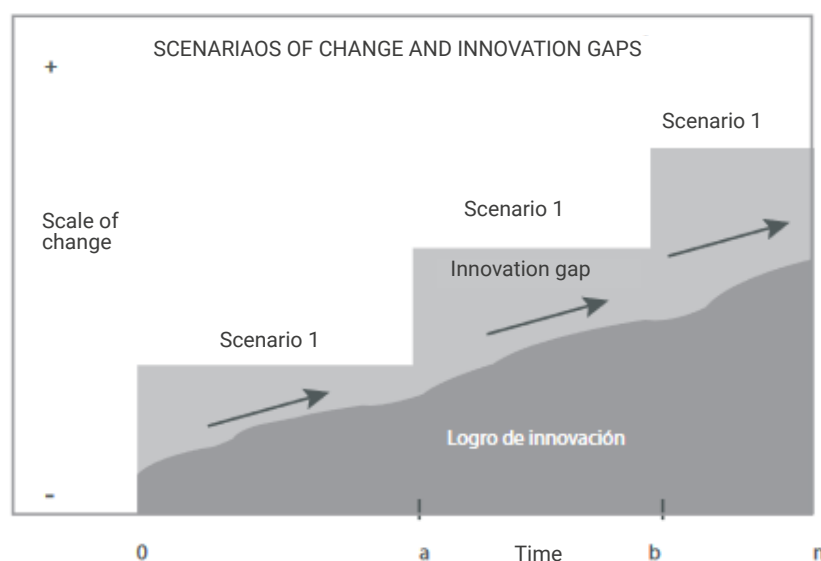 SCENARIAOS OF CHANGE AND INNOVATION GAPS
+
Scenario 1
Scenario 1
Scale of
change
Innovation gap
Scenario 1
Logro de innovación
-
0
a
Time
b